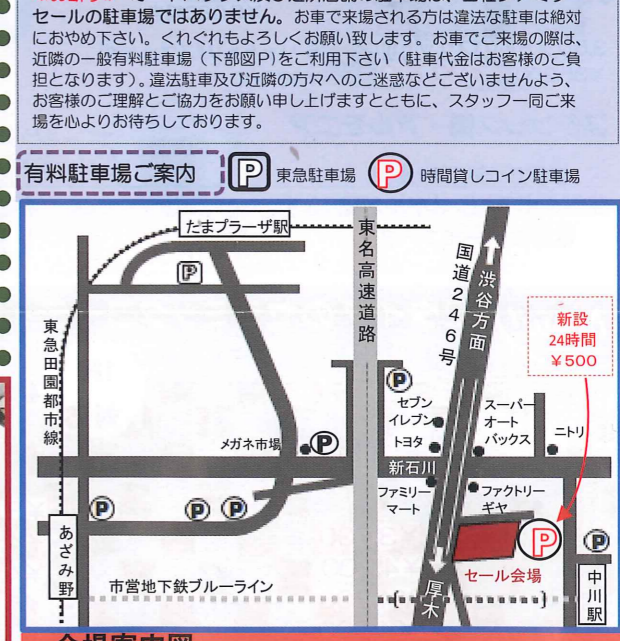 セールの駐車場ではありません。お車で来場される方は違法な駐車は絶対
におやめ下さい。くれぐれもよろしくお願い致します。お車でご来場の際は、
近隣の一般有料駐車場（下部図P)をご利用下さい（駐車代金はお客様のご負
担となります）。違法駐車及び近隣の方々へのご迷惑などございませんよう、
お客様のご理解とご協力をお願い申し上げますとともに、スタッフ一同ご来
場を心よりお待ちしております。
有料駐車場ご案内 P 東急駐車場 P 時間貸しコイン駐車場
たまプラーザ駅
東名高速道路
国道246号
渋谷方面
P
新設
24時間
￥500
東急田園都市線
P
セブン
イレブン
トヨタ
スーパー
オート
バックス
ニトリ
メガネ市場
P
新石川
ファミリー
マート
ファクトリー
ギヤ
P
P
P
P
P
セール会場
あざみ野
市営地下鉄ブルーライン
厚木
中川駅